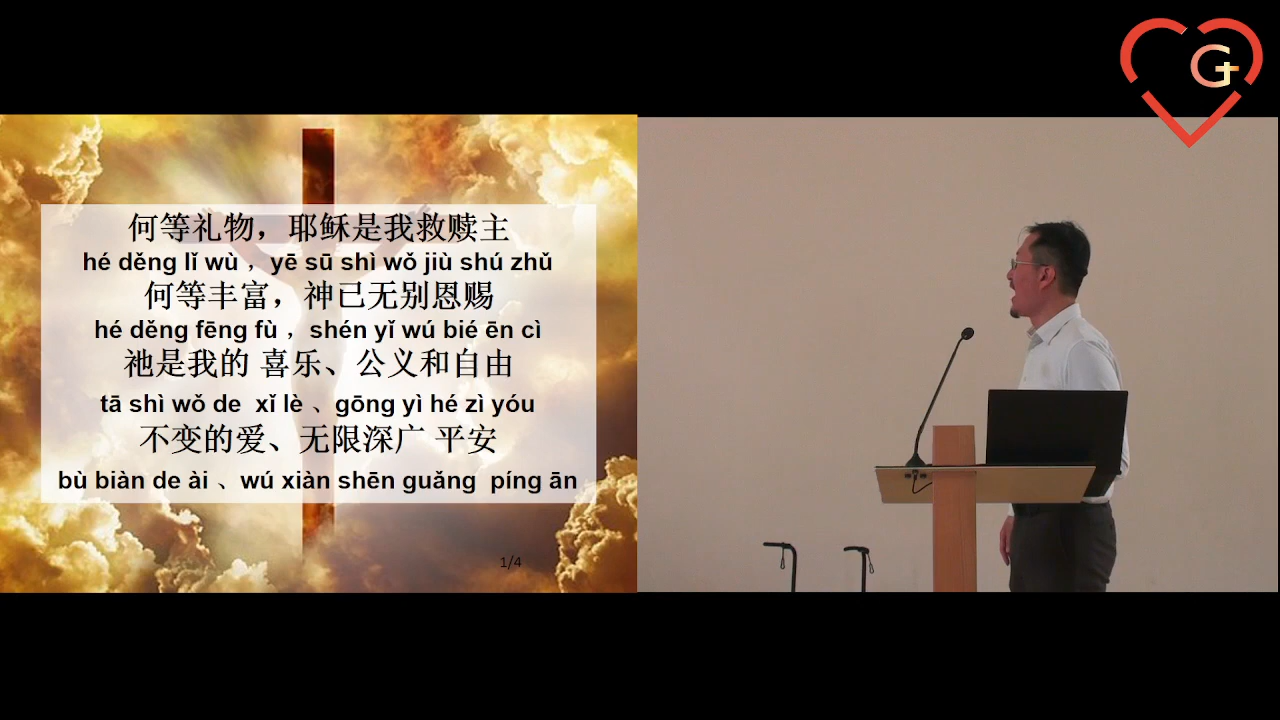 何等礼物，耶稣是我救赎主
hé děng lǐ wù ，yē sū shì wǒ jiù shú zhǔ
何等丰富，神已无别恩赐
hé děng fēng fù ，shén yǐ wú bié ēn cì
祂是我的 喜乐、公义和自由
tā shì wǒ de xǐ lè 、gōng yì hé zì yóu
不变的爱、无限深广 平安
bù biàn de ài 、wú xiàn shēn guǎng píng ān
1/4
G